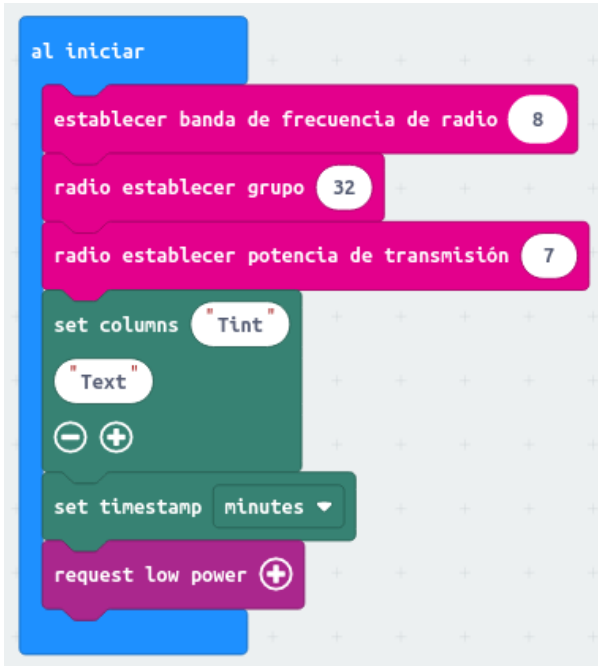 al iniciar
establecer banda de frecuencia de radio 8
radio establecer grupo 32
radio establecer potencia de transmisión 7
set columns "Tint"
"Text"
set timestamp minutes
request low power